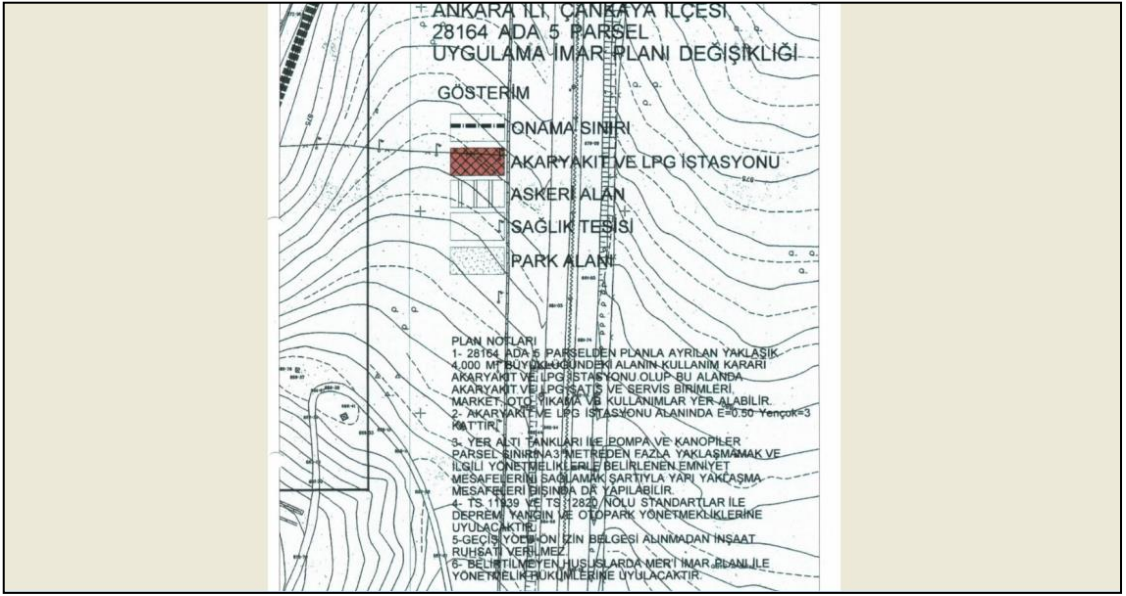 ANKARA İLİ, ÇANKAYA İLÇESİ
28164 ADA 5 PARSEL
UYGULAMA İMAR PLANI DEĞİŞİKLİĞİ
GÖSTERİM
ONAMA SINIRI
AKARYAKIT VE LPG İSTASYONU
ASKERİ ALAN
SAĞLIK TESİSİ
PARK ALANI
PLAN NOTLARI
1- 28164 ADA 5 PARSELDEN PLANLA AYRILAN YAKLAŞIK
4,000 M² BÜYÜKLÜĞÜNDEKİ ALANIN KULLANIM KARARI
AKARYAKIT VE LPG İSTASYONU OLUP BU ALANDA
AKARYAKIT VE LPG SATIŞ VE SERVİS BİRİMLERİ,
MARKET, OTO YIKAMA VB KULLANIMLAR YER ALABİLİR.
2- AKARYAKIT VE LPG İSTASYONU ALANINDA E=0.50 Yençok=3
KAT'TIR.
3- YER ALTI TANKLARI İLE POMPA VE KANOPİLER
PARSEL SINIRINA 3 METREDEN FAZLA YAKLAŞMAMAK VE
İLGİLİ YÖNETMELİKLERLE BELİRLENEN EMNİYET
MESAFELERİNİ SAĞLAMAK ŞARTIYLA YAPI YAKLAŞMA
MESAFELERİ DIŞINDA DA YAPILABİLİR.
4- TS 11939 VE TS 12820 NOLU STANDARTLAR İLE
DEPREM, YANGIN VE OTOPARK YÖNETMEKLİKLERİNE
UYULACAKTIR.
5-GEÇİŞ YOLU ÖN İZİN BELGESİ ALINMADAN İNŞAAT
RUHSATI VERİLMEZ.
6- BELİRTİLMEYEN HUSUSLARDA MER'İ İMAR PLANI İLE
YÖNETMELİK HÜKÜMLERİNE UYULACAKTIR.